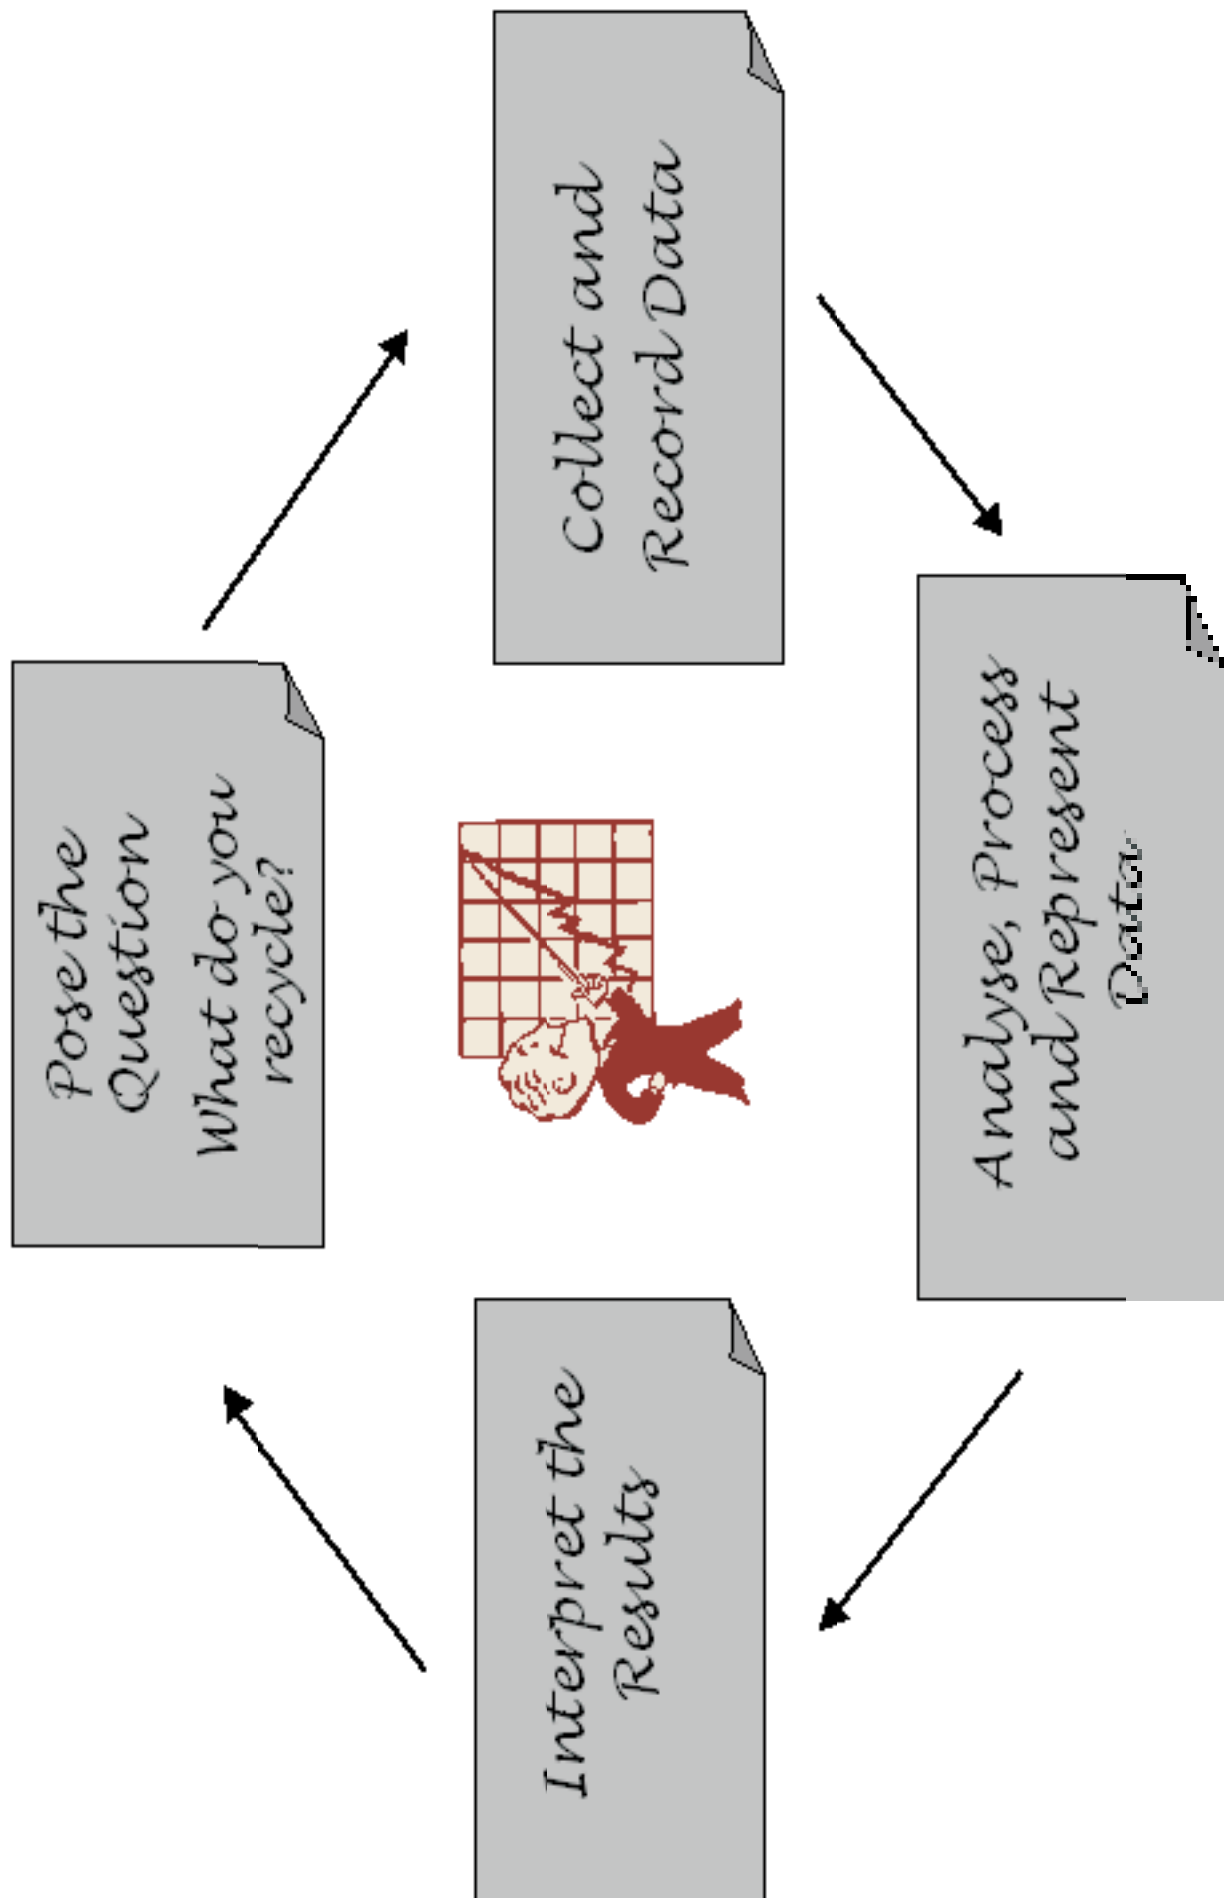 Pose the
Question
What do you
recycle?
Collect and
Record Data
Analyse, Process
and Represent
Data
Interpret the
Results